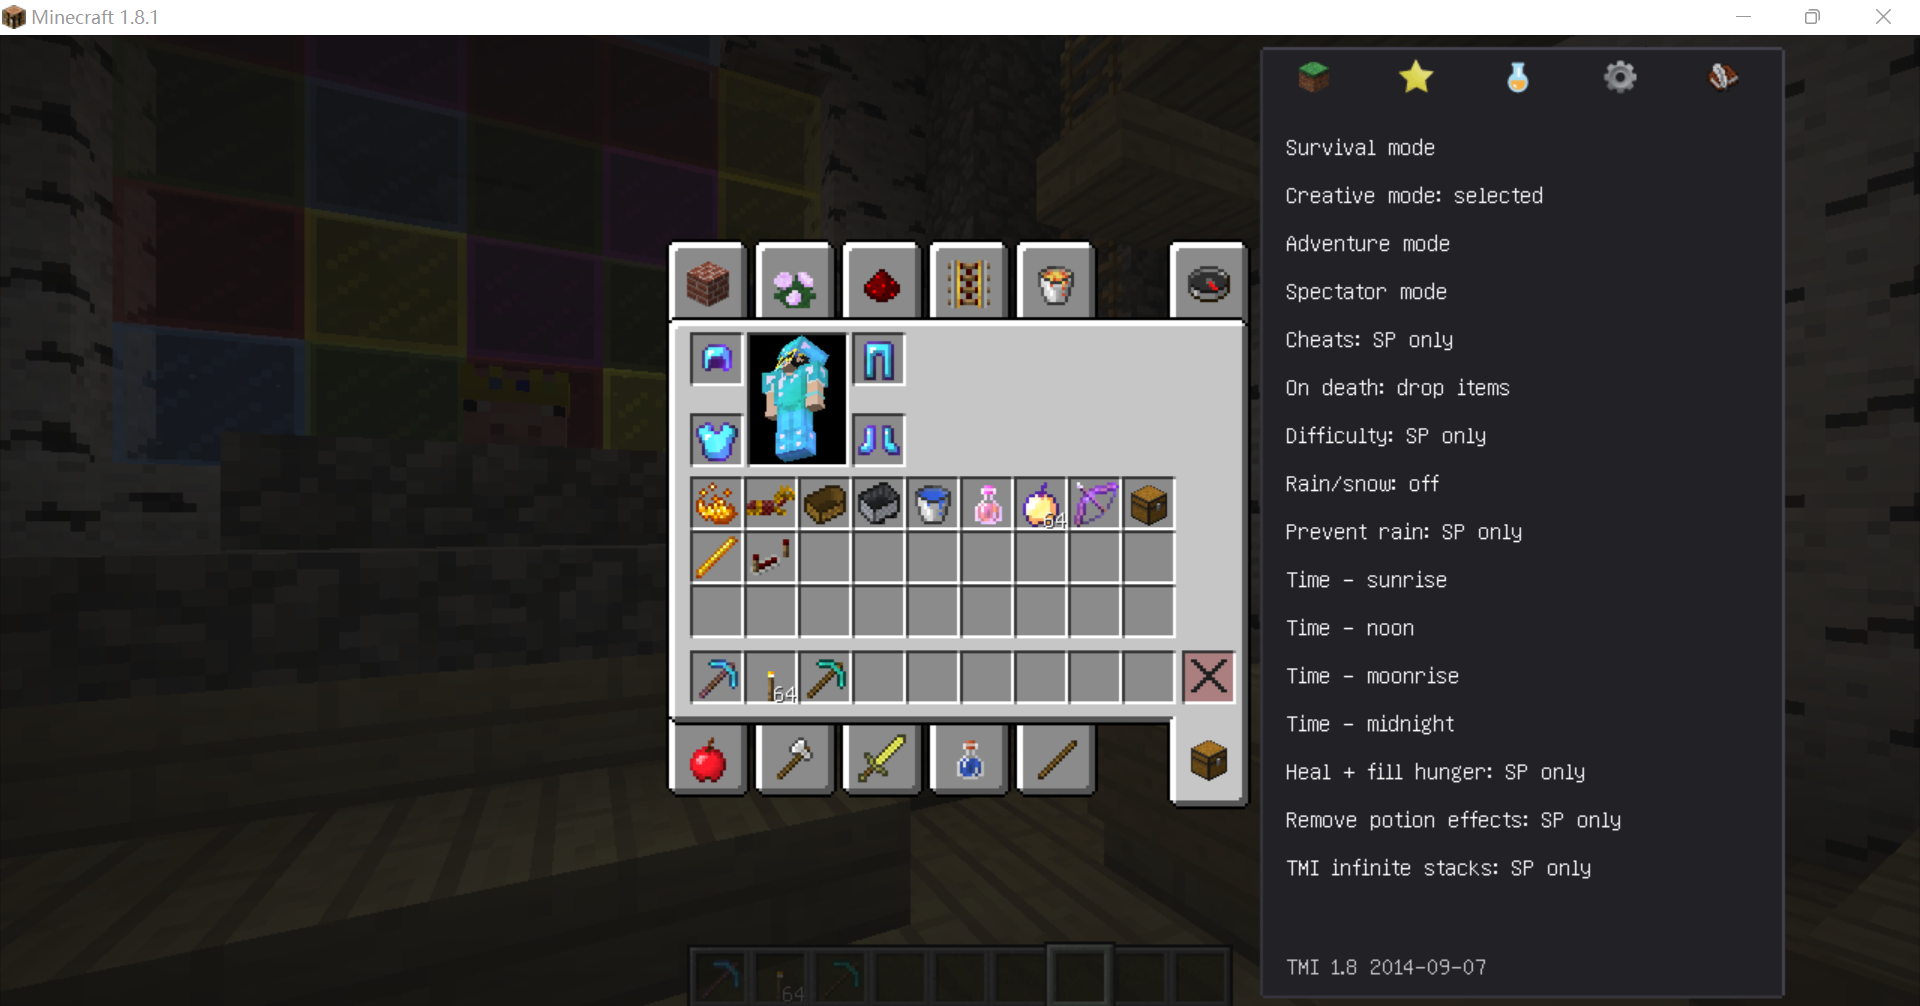 Minecraft 1.8.1
Survival mode
Creative mode: selected
Adventure mode
Spectator mode
Cheats: SP only
On death: drop items
Difficulty: SP only
Rain/snow: off
Prevent rain: SP only
Time - sunrise
Time - noon
Time - moonrise
Time - midnight
Heal + fill hunger: SP only
Remove potion effects: SP only
TMI infinite stacks: SP only
TMI 1.8 2014-09-07
64
64
64